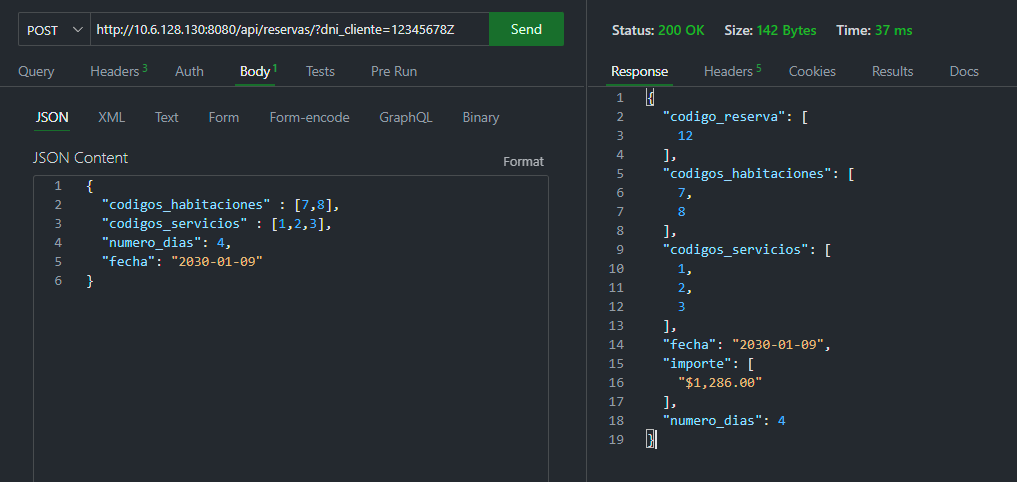 POST http://10.6.128.130:8080/api/reservas/?dni_cliente=12345678Z Send
Query Headers 3 Auth Body 1 Tests Pre Run
JSON XML Text Form Form-encode GraphQL Binary
JSON Content Format
1 {
2 "codigos_habitaciones" : [7,8],
3 "codigos_servicios" : [1,2,3],
4 "numero_dias": 4,
5 "fecha": "2030-01-09"
6 }
Status: 200 OK Size: 142 Bytes Time: 37 ms
Response Headers 5 Cookies Results Docs
1 {
2 "codigo_reserva": [
3 12
4 ],
5 "codigos_habitaciones": [
6 7,
7 8
8 ],
9 "codigos_servicios": [
10 1,
11 2,
12 3
13 ],
14 "fecha": "2030-01-09",
15 "importe": [
16 "$1,286.00"
17 ],
18 "numero_dias": 4
19 }